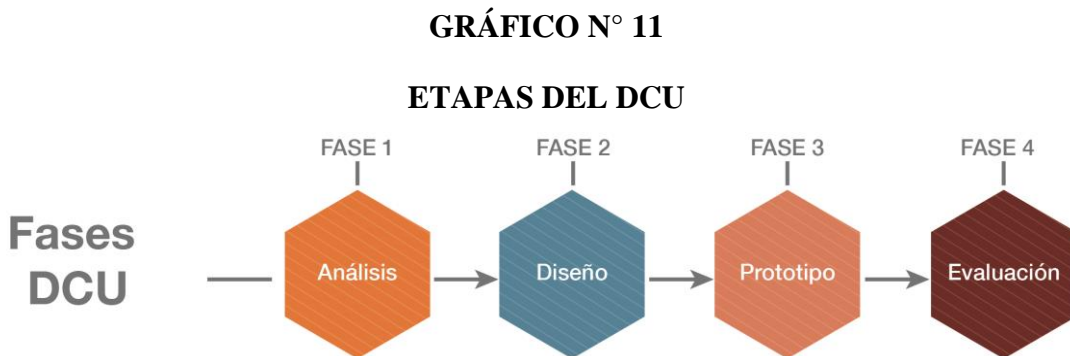 GRÁFICO N° 11
ETAPAS DEL DCU
FASE 1
FASE 2
FASE 3
FASE 4
Fases
DCU
Análisis
Diseño
Prototipo
Evaluación